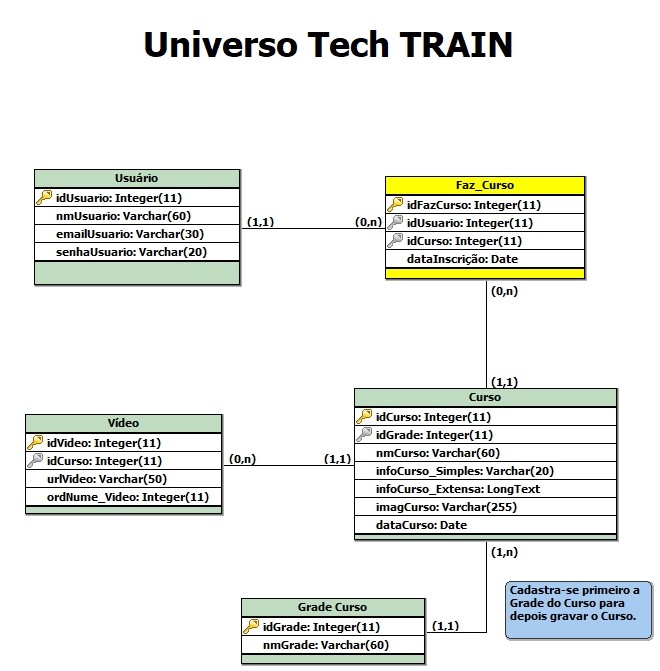 Universo Tech TRAIN
Usuário
idUsuario: Integer(11)
nmUsuario: Varchar(60)
emailUsuario: Varchar(30)
senhaUsuario: Varchar(20)
(1,1)
(0,n)
Faz_Curso
idFazCurso: Integer(11)
idUsuario: Integer(11)
idCurso: Integer(11)
dataInscrição: Date
(0,n)
(1,1)
Curso
idCurso: Integer(11)
idGrade: Integer(11)
nmCurso: Varchar(60)
infoCurso_Simples: Varchar(20)
infoCurso_Extensa: LongText
imagCurso: Varchar(255)
dataCurso: Date
Vídeo
idVideo: Integer(11)
idCurso: Integer(11)
urlVideo: Varchar(50)
ordNume_Video: Integer(11)
(0,n)
(1,1)
(1,n)
Grade Curso
idGrade: Integer(11)
nmGrade: Varchar(60)
(1,1)
Cadastra-se primeiro a
Grade do Curso para
depois gravar o Curso.